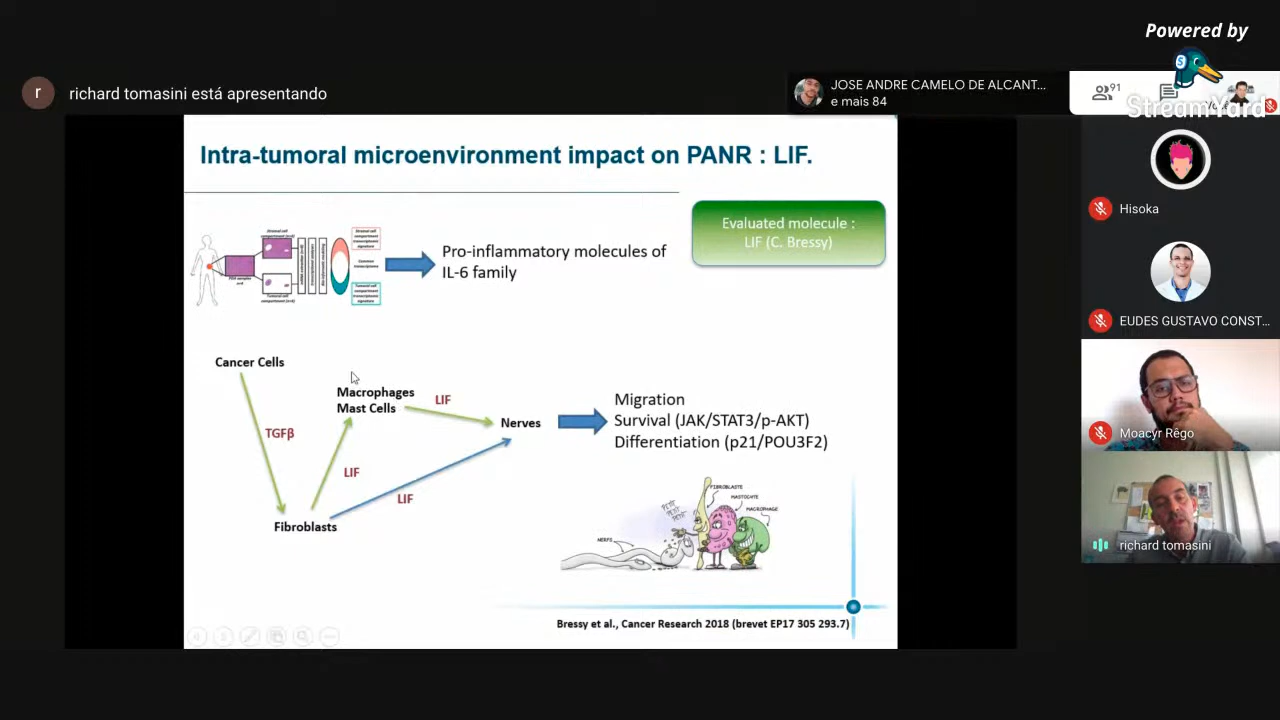 Powered by
StreamYard
r
richard tomasini está apresentando
JOSE ANDRE CAMELO DE ALCANT...
e mais 84
91
Intra-tumoral microenvironment impact on PANR : LIF.
Evaluated molecule :
LIF (C. Bressy)
Pro-inflammatory molecules of
IL-6 family
Cancer Cells
Macrophages
Mast Cells
LIF
Nerves
TGFβ
LIF
LIF
Fibroblasts
Migration
Survival (JAK/STAT3/p-AKT)
Differentiation (p21/POU3F2)
FIBROBLASTE
MASTOCYTE
MACROPHAGE
NERFS
Bressy et al., Cancer Research 2018 (brevet EP17 305 293.7)
Hisoka
EUDES GUSTAVO CONST...
Moacyr Rêgo
richard tomasini